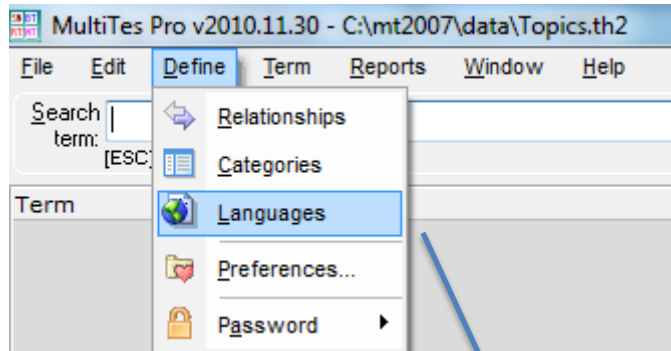 MultiTes Pro v2010.11.30 - C:\mt2007\data\Topics.th2
File Edit Define Term Reports Window Help
Search term:
[ESC]
Relationships
Categories
Term
Languages
Preferences...
Password